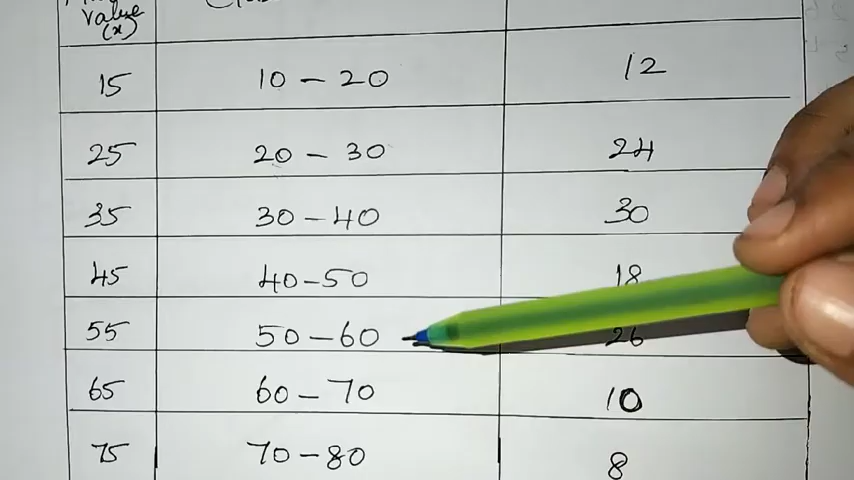 value
(x)
15 10 - 20 12
25 20 - 30 24
35 30 - 40 30
45 40-50 18
55 50 - 60 26
65 60 - 70 10
75 70 - 80 8